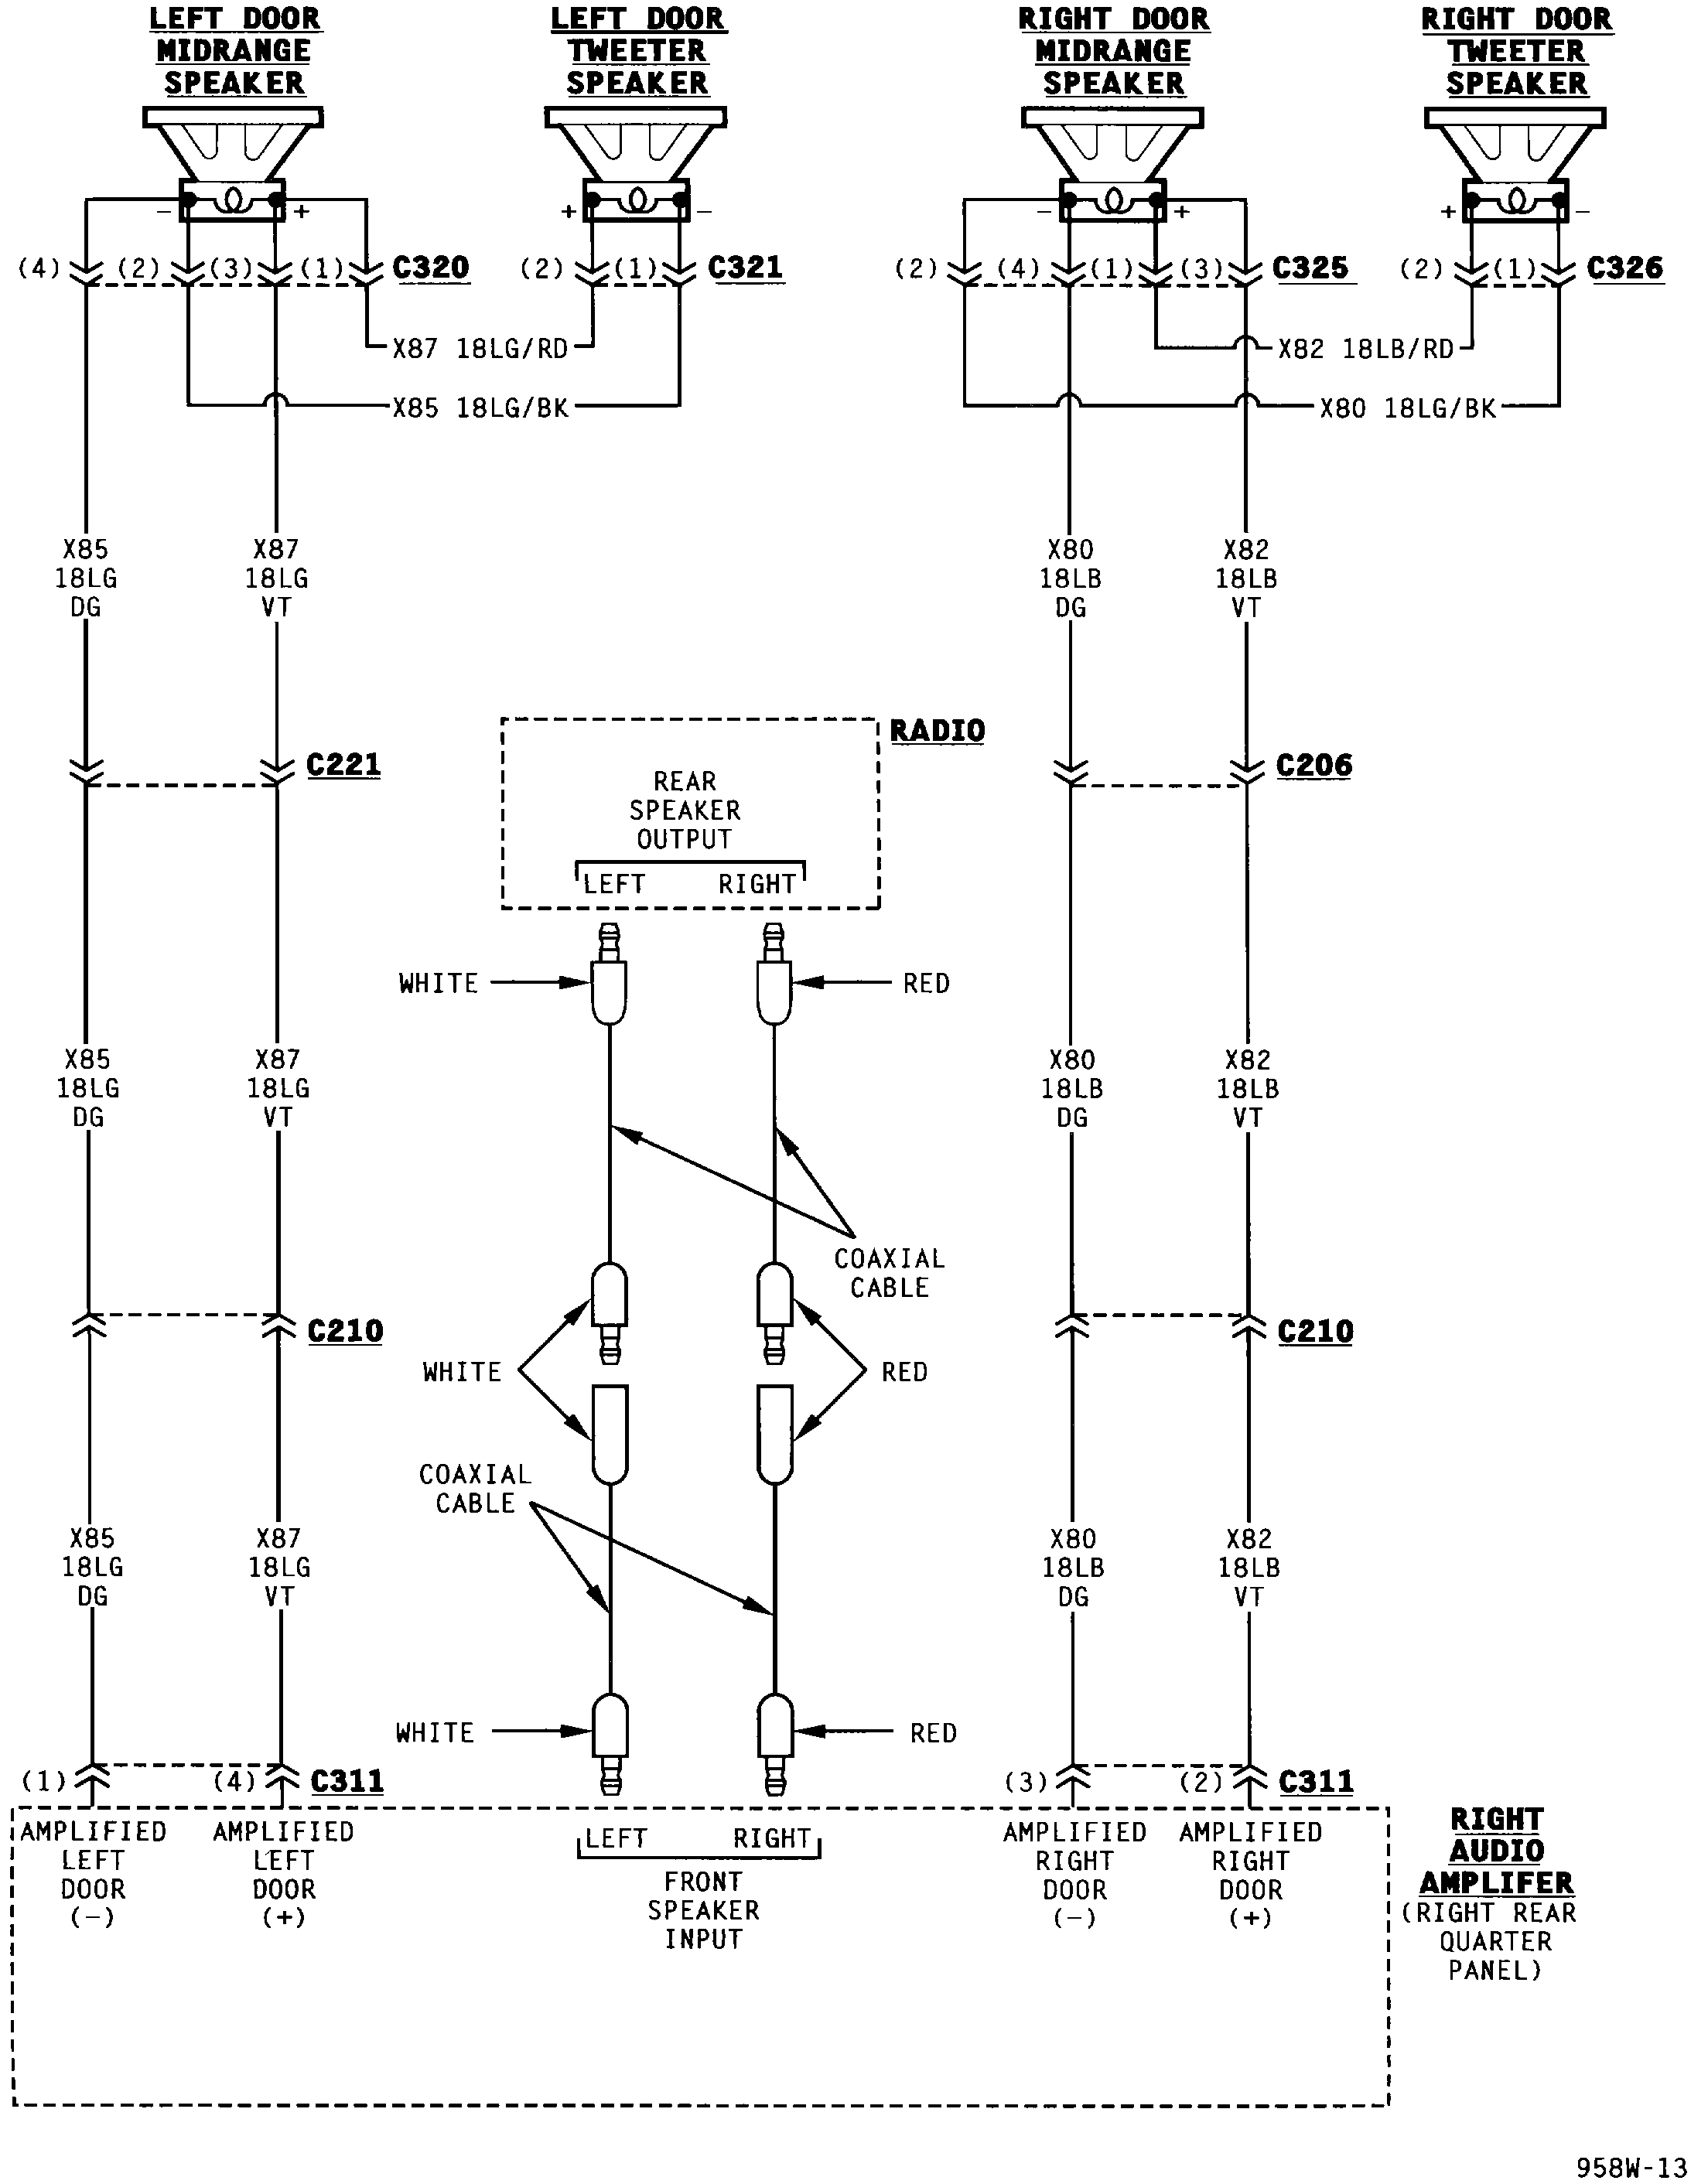 LEFT DOOR
MIDRANGE
SPEAKER
LEFT DOOR
TWEETER
SPEAKER
RIGHT DOOR
MIDRANGE
SPEAKER
RIGHT DOOR
TWEETER
SPEAKER
- +
+ -
- +
+ -
(4) (2) (3) (1) C320
(2) (1) C321
(2) (4) (1) (3) C325
(2) (1) C326
X87 18LG/RD
X82 18LB/RD
X85 18LG/BK
X80 18LG/BK
X85
18LG
DG
X87
18LG
VT
X80
18LB
DG
X82
18LB
VT
C221
RADIO
C206
REAR
SPEAKER
OUTPUT
LEFT RIGHT
WHITE RED
X85
18LG
DG
X87
18LG
VT
X80
18LB
DG
X82
18LB
VT
COAXIAL
CABLE
C210
C210
WHITE RED
COAXIAL
CABLE
X85
18LG
DG
X87
18LG
VT
X80
18LB
DG
X82
18LB
VT
WHITE RED
(1) (4) C311
(3) (2) C311
AMPLIFIED
LEFT
DOOR
(-)
AMPLIFIED
LEFT
DOOR
(+)
LEFT RIGHT
FRONT
SPEAKER
INPUT
AMPLIFIED
RIGHT
DOOR
(-)
AMPLIFIED
RIGHT
DOOR
(+)
RIGHT
AUDIO
AMPLIFER
(RIGHT REAR
QUARTER
PANEL)
958W-13